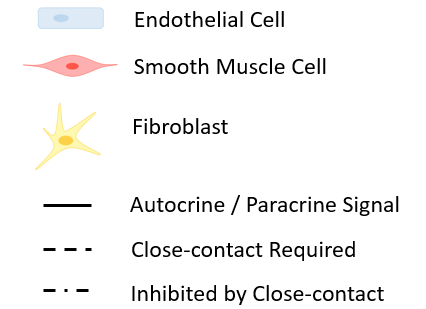 Endothelial Cell
Smooth Muscle Cell
Fibroblast
Autocrine / Paracrine Signal
Close-contact Required
Inhibited by Close-contact